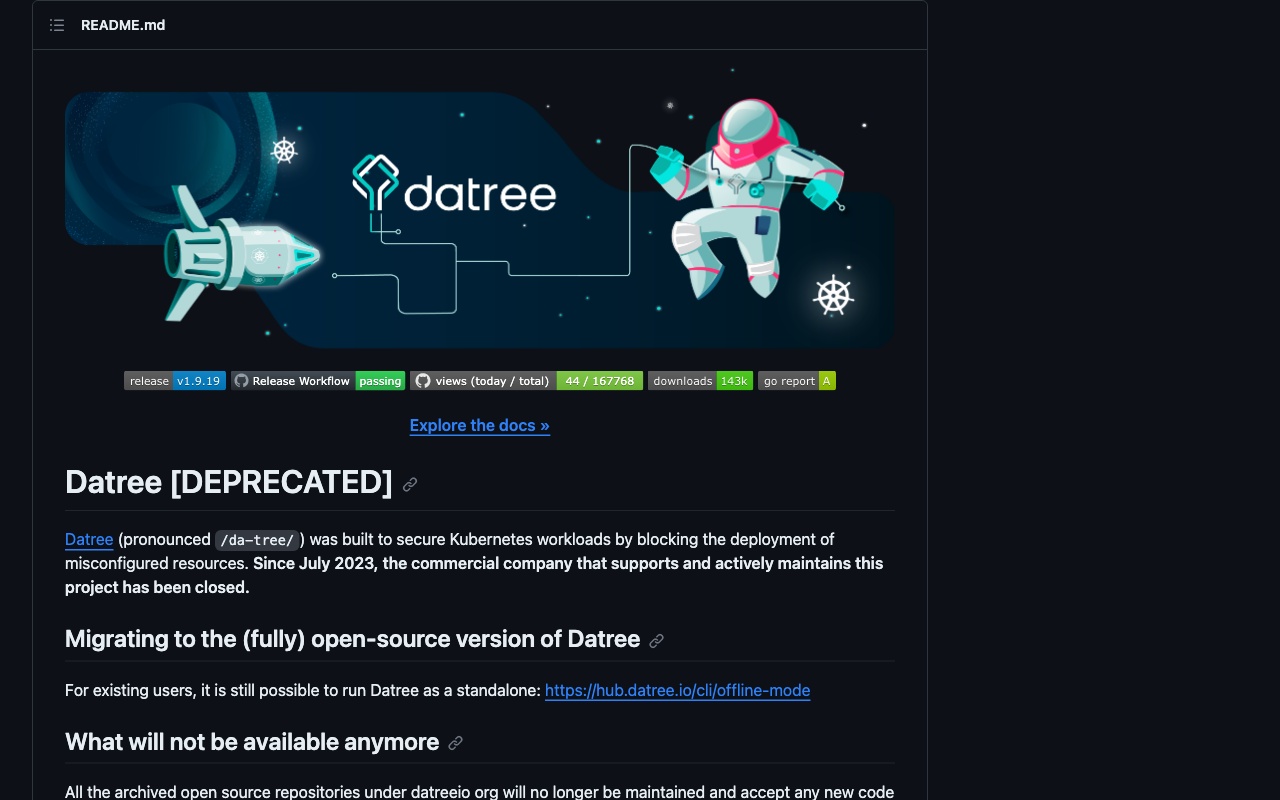 README.md
datree
release v1.9.19 Release Workflow passing views (today / total) 44 / 167768 downloads 143k go report A
Explore the docs »
Datree [DEPRECATED]
Datree (pronounced /da-tree/) was built to secure Kubernetes workloads by blocking the deployment of
misconfigured resources. Since July 2023, the commercial company that supports and actively maintains this
project has been closed.
Migrating to the (fully) open-source version of Datree
For existing users, it is still possible to run Datree as a standalone: https://hub.datree.io/cli/offline-mode
What will not be available anymore
All the archived open source repositories under datreeio org will no longer be maintained and accept any new code